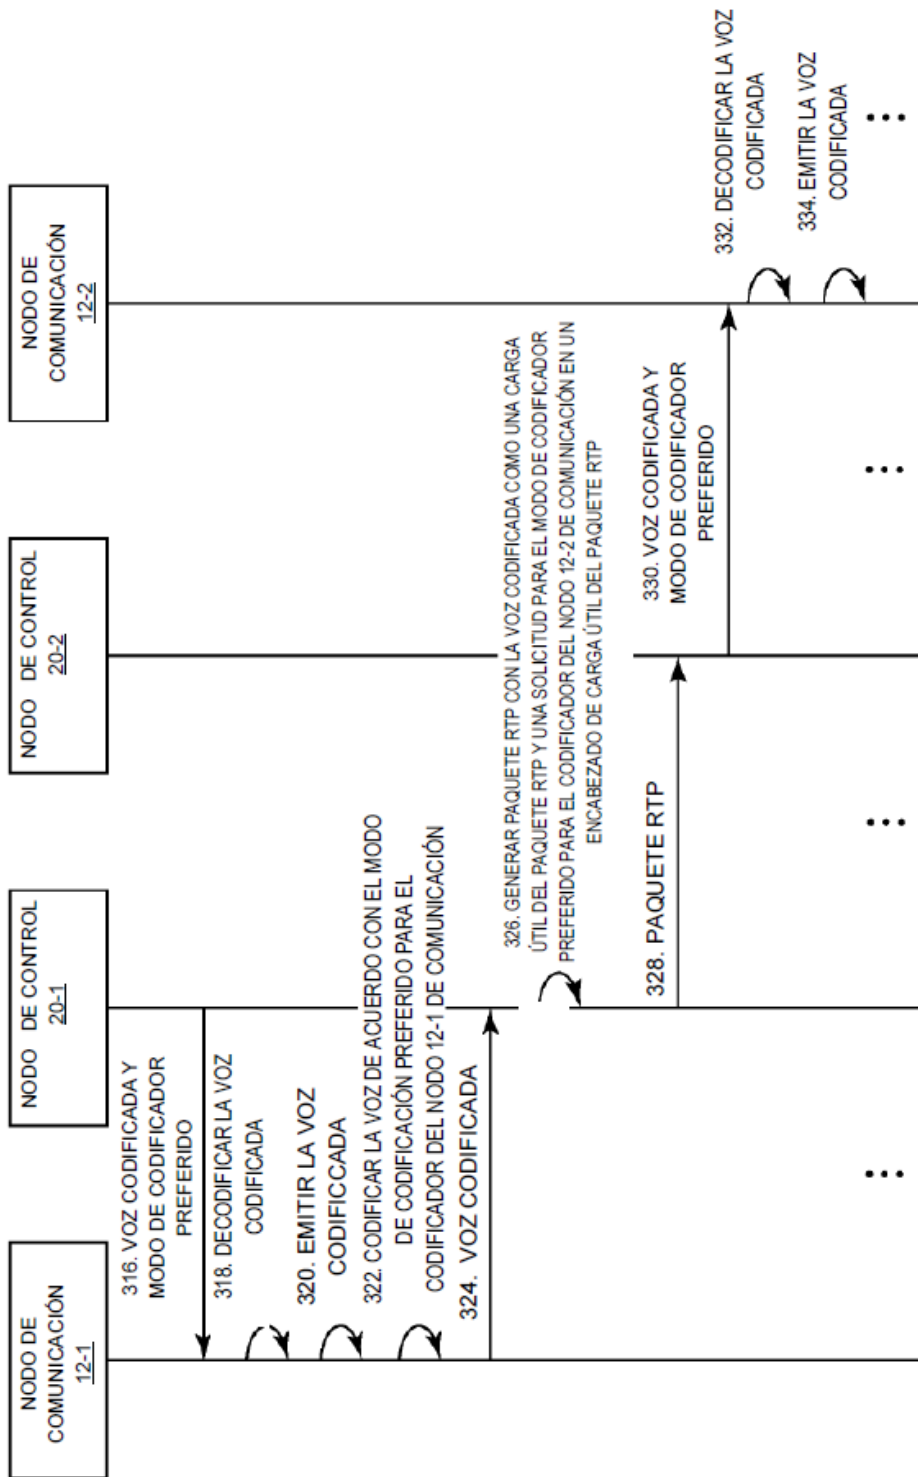 NODO DE
COMUNICACIÓN
12-1
NODO DE CONTROL
20-1
NODO DE CONTROL
20-2
NODO DE
COMUNICACIÓN
12-2
316. VOZ CODIFICADA Y
MODO DE CODIFICADOR
PREFERIDO
318. DECODIFICAR LA VOZ
CODIFICADA
320. EMITIR LA VOZ
CODIFICCADA
322. CODIFICAR LA VOZ DE ACUERDO CON EL MODO
DE CODIFICACIÓN PREFERIDO PARA EL
CODIFICADOR DEL NODO 12-1 DE COMUNICACIÓN
324. VOZ CODIFICADA
326. GENERAR PAQUETE RTP CON LA VOZ CODIFICADA COMO UNA CARGA
ÚTIL DEL PAQUETE RTP Y UNA SOLICITUD PARA EL MODO DE CODIFICADOR
PREFERIDO PARA EL CODIFICADOR DEL NODO 12-2 DE COMUNICACIÓN EN UN
ENCABEZADO DE CARGA ÚTIL DEL PAQUETE RTP
328. PAQUETE RTP
330. VOZ CODIFICADA Y
MODO DE CODIFICADOR
PREFERIDO
332. DECODIFICAR LA VOZ
CODIFICADA
334. EMITIR LA VOZ
CODIFICADA